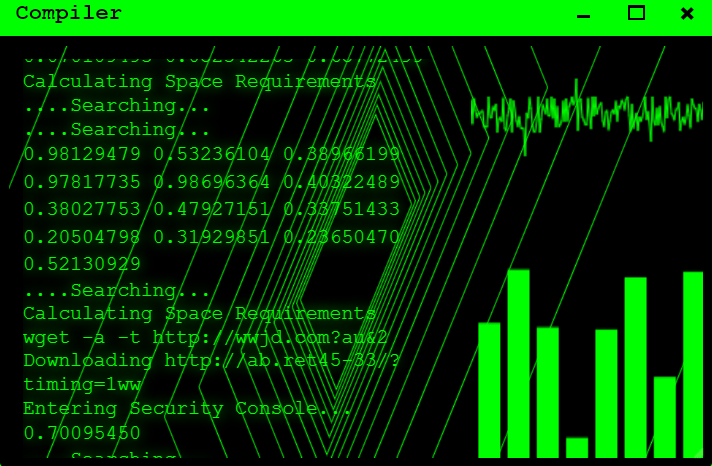 Compiler
Calculating Space Requirements
....Searching...
....Searching...
0.98129479 0.53236104 0.38966199
0.97817735 0.98696364 0.40322489
0.38027753 0.47927151 0.33751433
0.20504798 0.31929851 0.23650470
0.52130929
....Searching...
Calculating Space Requirements
wget -a -t http://wwjd.com?au&2
Downloading http://ab.ret45-33/?
timing=1ww
Entering Security Console...
0.70095450
....Searching...